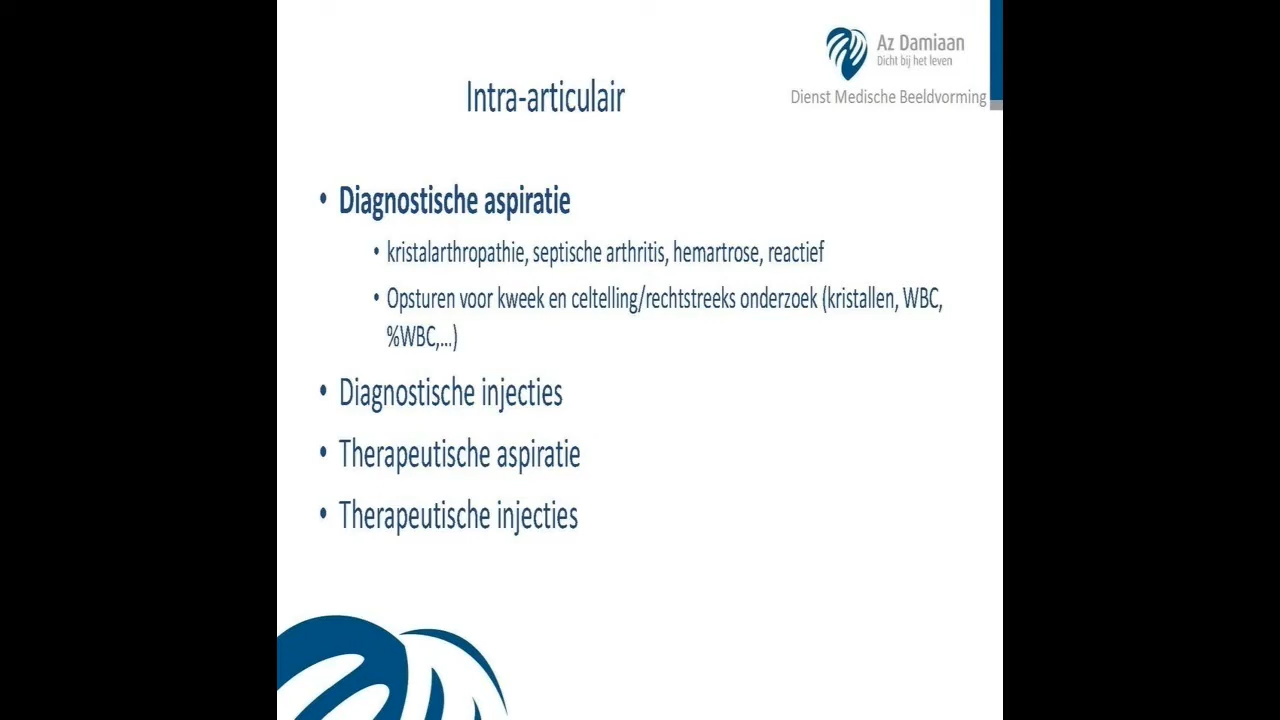 Az Damiaan
Dicht bij het leven
Dienst Medische Beeldvorming
Intra-articulair
• Diagnostische aspiratie
• kristalarthropathie, septische arthritis, hemartrose, reactief
• Opsturen voor kweek en celtelling/rechtstreeks onderzoek (kristallen, WBC,
%WBC,...)
• Diagnostische injecties
• Therapeutische aspiratie
• Therapeutische injecties